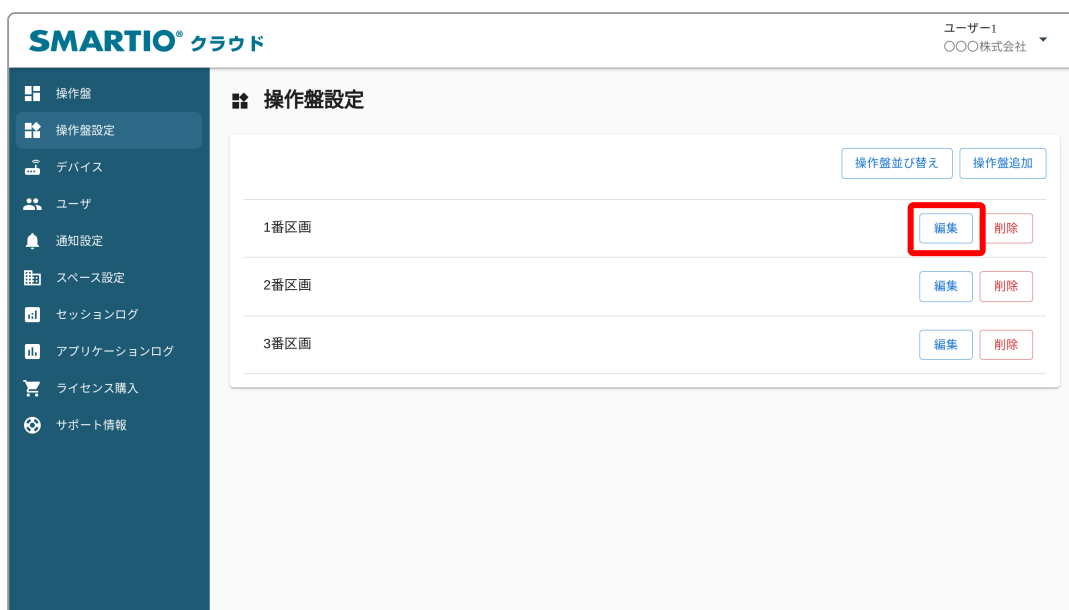 SMARTIO® クラウド
ユーザー1
〇〇〇株式会社
操作盤
操作盤設定
デバイス
ユーザ
通知設定
スペース設定
セッションログ
アプリケーションログ
ライセンス購入
サポート情報
操作盤設定
操作盤並び替え 操作盤追加
1番区画 編集 削除
2番区画 編集 削除
3番区画 編集 削除